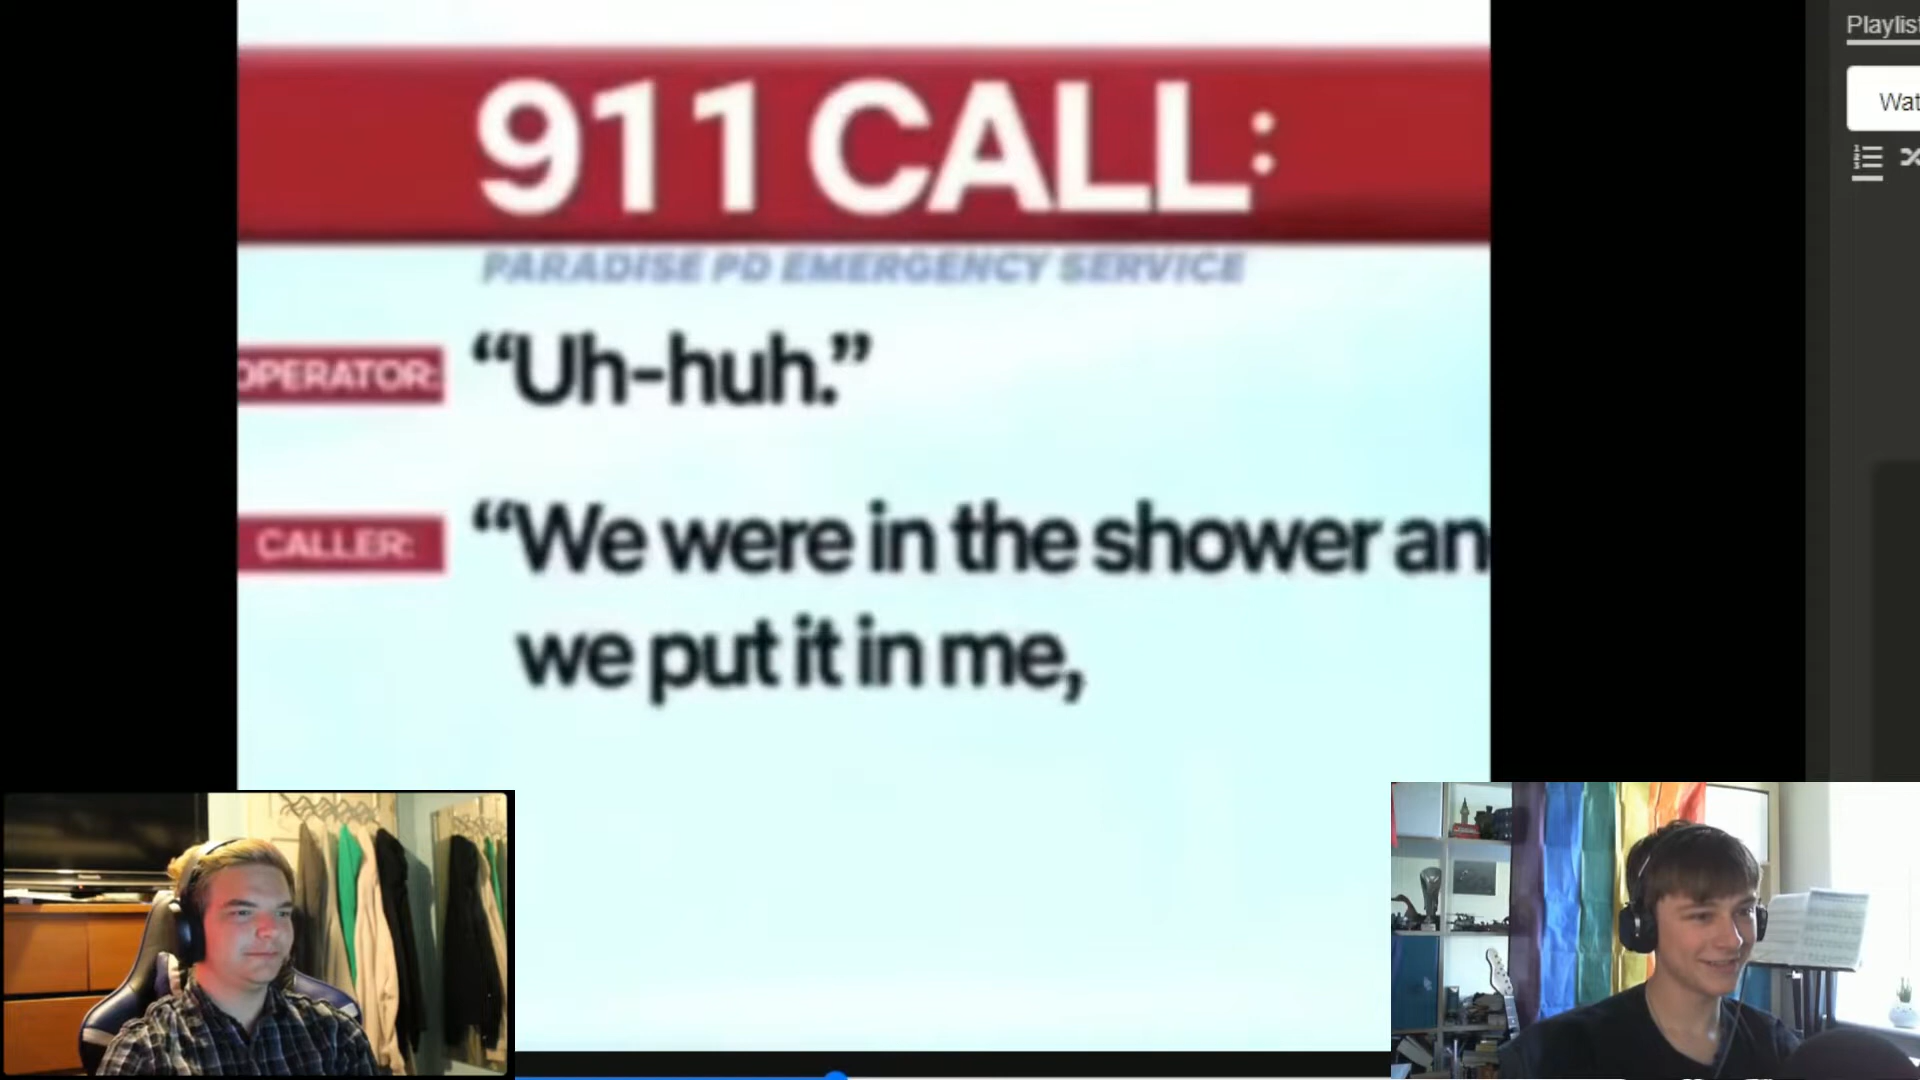 Playlis
Wat
911 CALL:
PARADISE PD EMERGENCY SERVICE
OPERATOR: “Uh-huh.”
CALLER: “We were in the shower an
we put it in me,